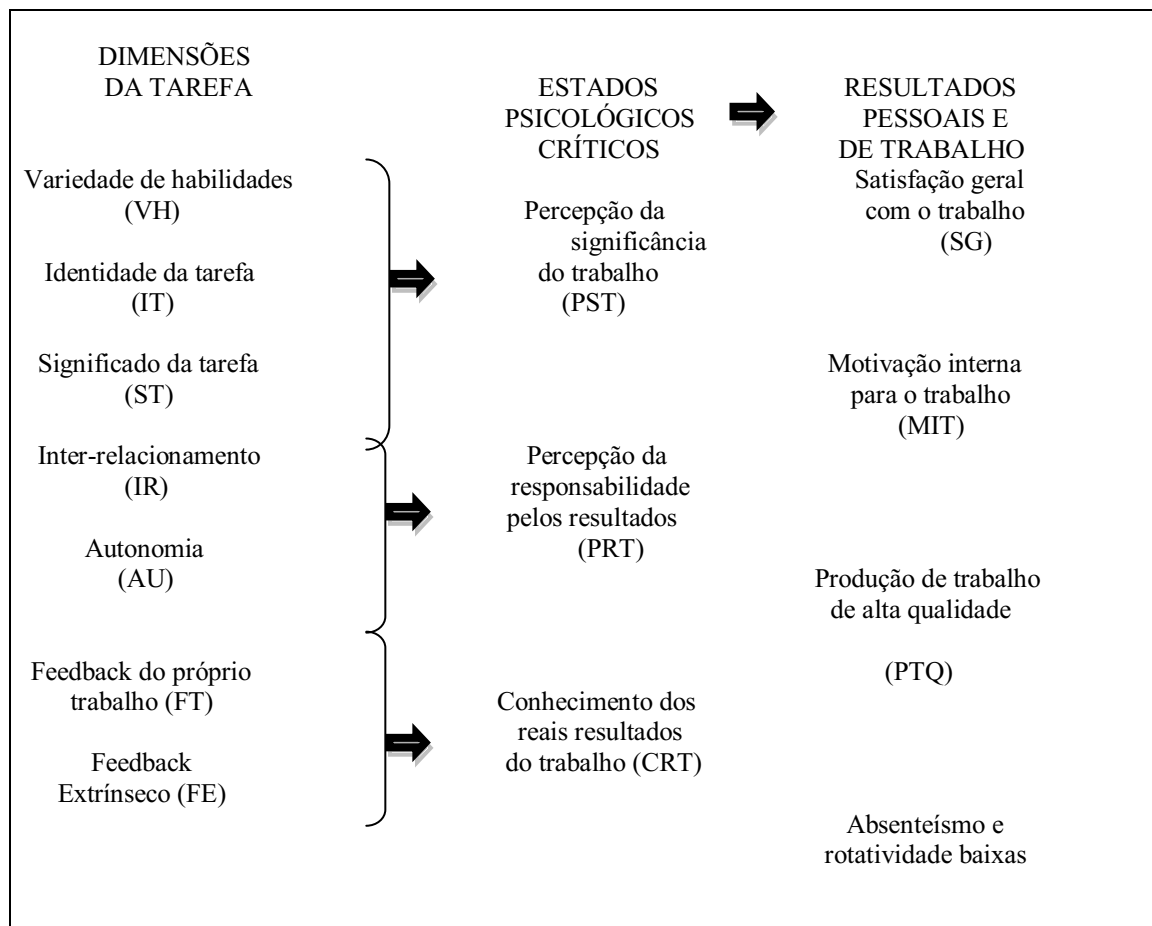 DIMENSÕES
DA TAREFA
Variedade de habilidades
(VH)
Identidade da tarefa
(IT)
Significado da tarefa
(ST)
Inter-relacionamento
(IR)
Autonomia
(AU)
Feedback do próprio
trabalho (FT)
Feedback
Extrínseco (FE)
ESTADOS
PSICOLÓGICOS
CRÍTICOS
Percepção da
significância
do trabalho
(PST)
Percepção da
responsabilidade
pelos resultados
(PRT)
Conhecimento dos
reais resultados
do trabalho (CRT)
RESULTADOS
PESSOAIS E
DE TRABALHO
Satisfação geral
com o trabalho
(SG)
Motivação interna
para o trabalho
(MIT)
Produção de trabalho
de alta qualidade
(PTQ)
Absenteísmo e
rotatividade baixas